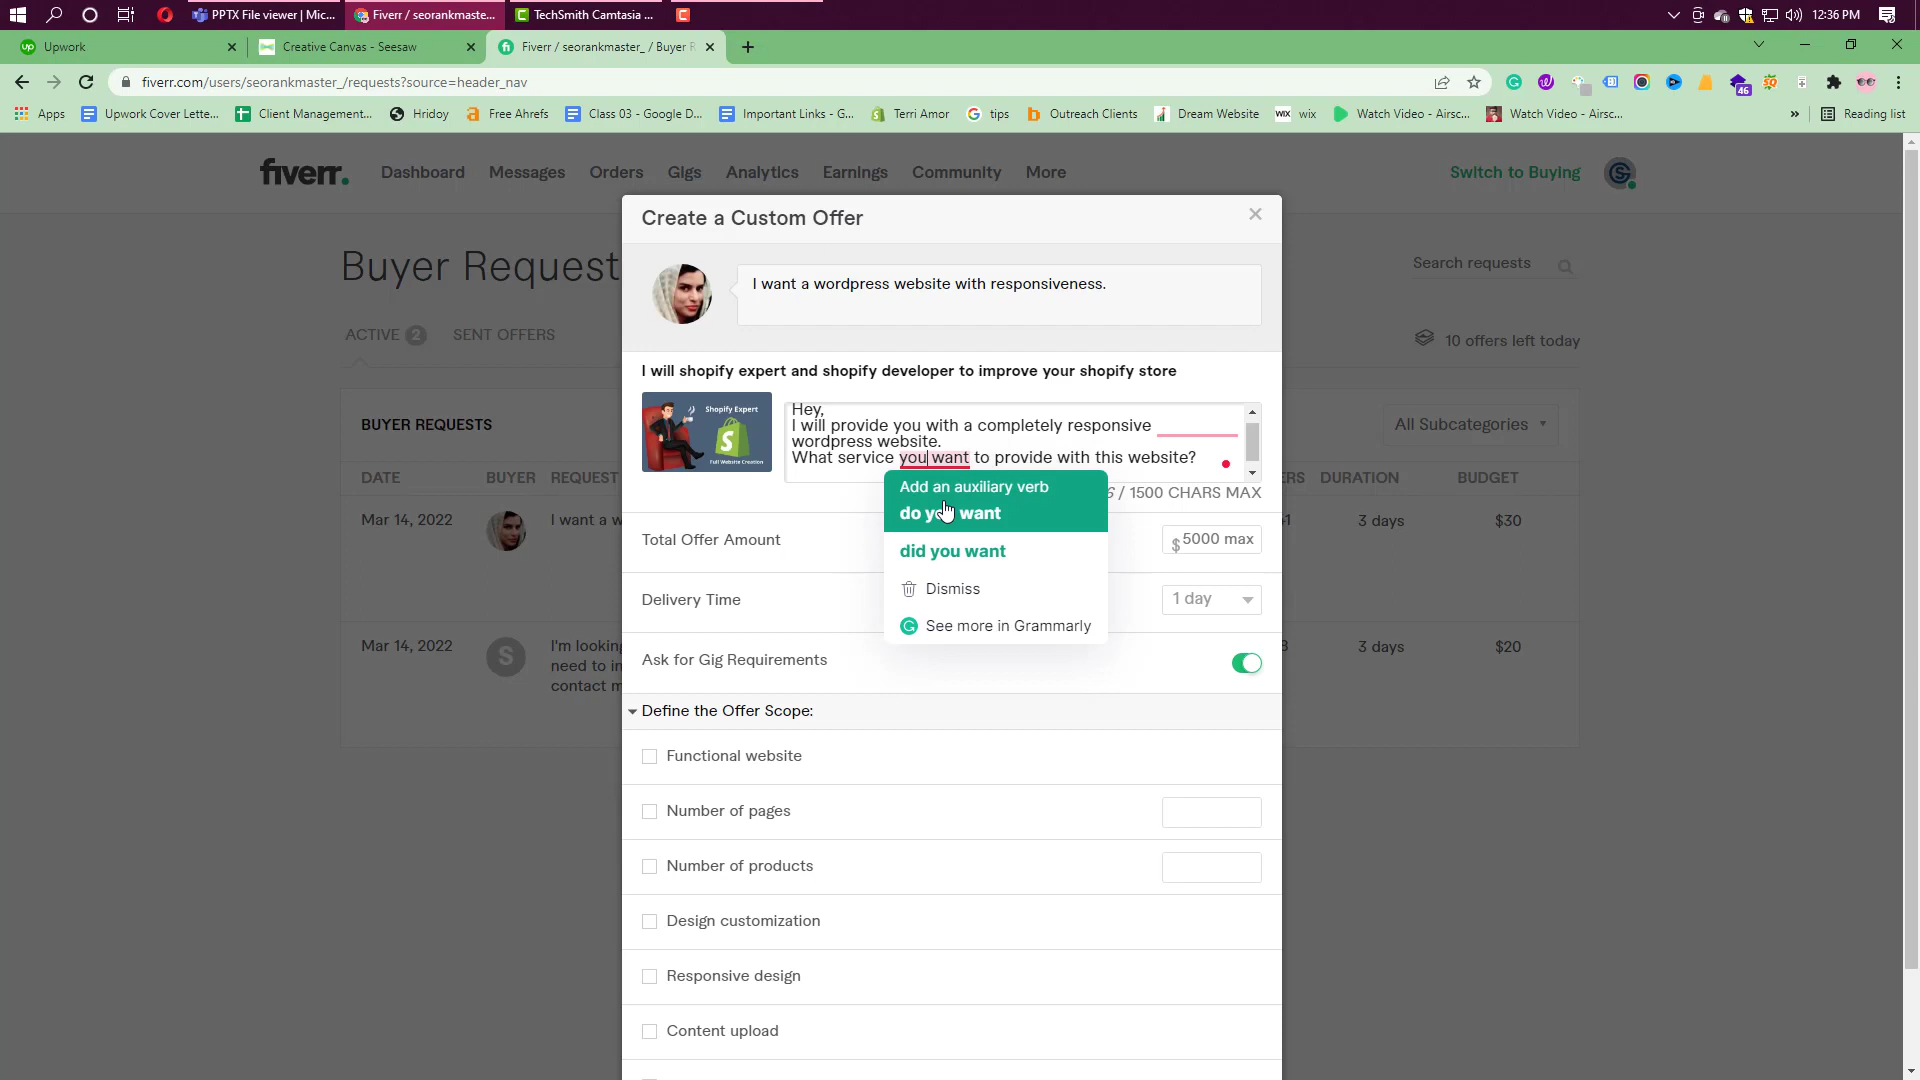 PPTX File viewer | Mic...
Fiverr / seorankmaste...
TechSmith Camtasia ...
12:36 PM
Upwork
Creative Canvas - Seesaw
Fiverr / seorankmaster_ / Buyer R
fiverr.com/users/seorankmaster_/requests?source=header_nav
46
Apps
Upwork Cover Lette...
Client Management...
Hridoy
Free Ahrefs
Class 03 - Google D...
Important Links - G...
Terri Amor
tips
Outreach Clients
Dream Website
WIX wix
Watch Video - Airsc...
Watch Video - Airsc...
Reading list
fiverr.
Dashboard
Messages
Orders
Gigs
Analytics
Earnings
Community
More
Switch to Buying
Create a Custom Offer
Buyer Request
I want a wordpress website with responsiveness.
Search requests
ACTIVE 2
SENT OFFERS
10 offers left today
I will shopify expert and shopify developer to improve your shopify store
Shopify Expert
Full Website Creation
Hey,
I will provide you with a completely responsive
wordpress website.
What service you want to provide with this website?
BUYER REQUESTS
All Subcategories
DATE
BUYER
REQUEST
6 / 1500 CHARS MAX
ERS
DURATION
BUDGET
Add an auxiliary verb
do you want
did you want
Dismiss
See more in Grammarly
Mar 14, 2022
I want a w
3 days
$30
Total Offer Amount
$ 5000 max
Delivery Time
1 day
Mar 14, 2022
S
I'm looking
need to in
contact m
3 days
$20
Ask for Gig Requirements
Define the Offer Scope:
Functional website
Number of pages
Number of products
Design customization
Responsive design
Content upload